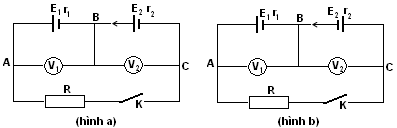 E₁ r₁ B E₂ r₂
A V₁ V₂ C
R K
(hình a)
E₁ r₁ B E₂ r₂
A V₁ V₂ C
R K
(hình b)